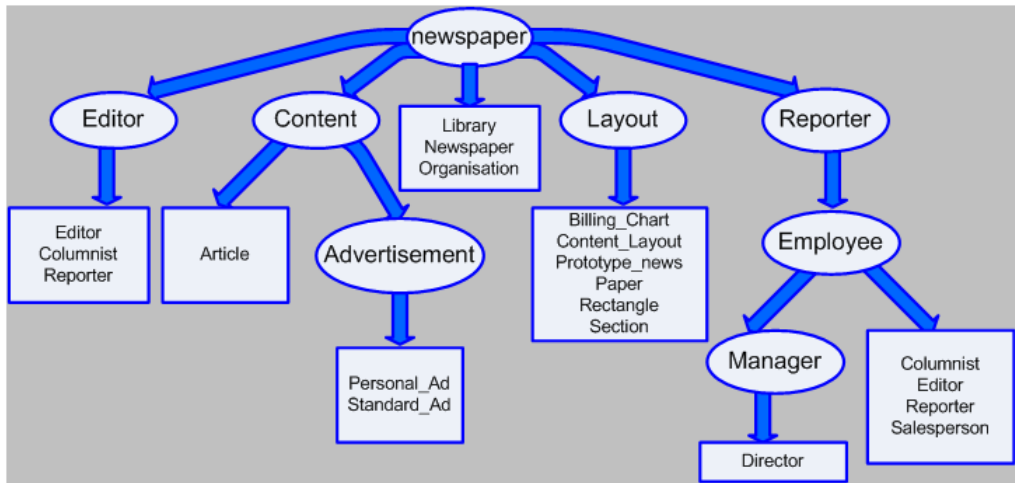 newspaper
Editor
Content
Library
Newspaper
Organisation
Layout
Reporter
Editor
Columnist
Reporter
Article
Advertisement
Billing_Chart
Content_Layout
Prototype_news
Paper
Rectangle
Section
Employee
Personal_Ad
Standard_Ad
Manager
Columnist
Editor
Reporter
Salesperson
Director